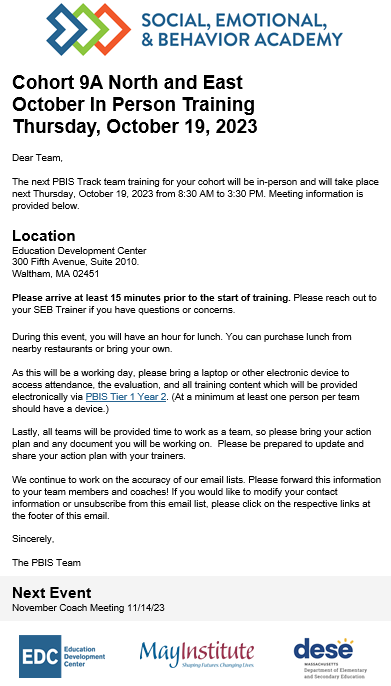 SOCIAL, EMOTIONAL,
& BEHAVIOR ACADEMY
Cohort 9A North and East
October In Person Training
Thursday, October 19, 2023
Dear Team,
The next PBIS Track team training for your cohort will be in-person and will take place
next Thursday, October 19, 2023 from 8:30 AM to 3:30 PM. Meeting information is
provided below.
Location
Education Development Center
300 Fifth Avenue, Suite 2010.
Waltham, MA 02451
Please arrive at least 15 minutes prior to the start of training. Please reach out to
your SEB Trainer if you have questions or concerns.
During this event, you will have an hour for lunch. You can purchase lunch from
nearby restaurants or bring your own.
As this will be a working day, please bring a laptop or other electronic device to
access attendance, the evaluation, and all training content which will be provided
electronically via PBIS Tier 1 Year 2. (At a minimum at least one person per team
should have a device.)
Lastly, all teams will be provided time to work as a team, so please bring your action
plan and any document you will be working on. Please be prepared to update and
share your action plan with your trainers.
We continue to work on the accuracy of our email lists. Please forward this information
to your team members and coaches! If you would like to modify your contact
information or unsubscribe from this email list, please click on the respective links at
the footer of this email.
Sincerely,
The PBIS Team
Next Event
November Coach Meeting 11/14/23
EDC Education
Development
Center
MayInstitute
Shaping Futures. Changing Lives.
dese
MASSACHUSETTS
Department of Elementary
and Secondary Education